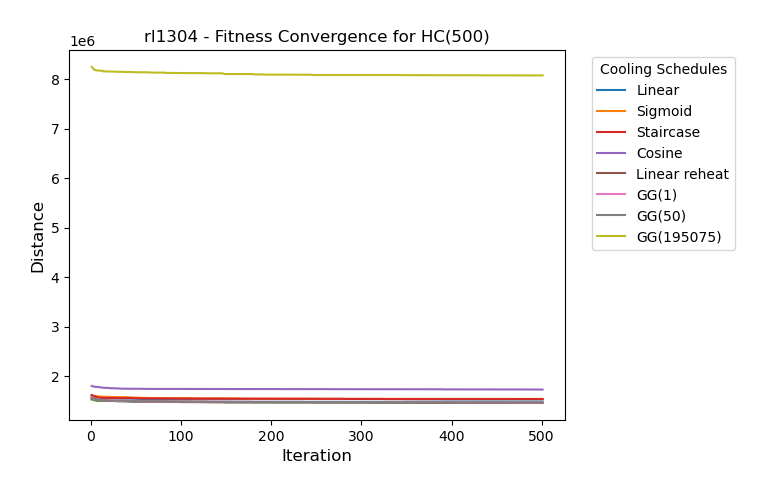 rl1304 - Fitness Convergence for HC(500)
1e6
8
7
6
5
4
3
2
Distance
0 100 200 300 400 500
Iteration
Cooling Schedules
Linear
Sigmoid
Staircase
Cosine
Linear reheat
GG(1)
GG(50)
GG(195075)